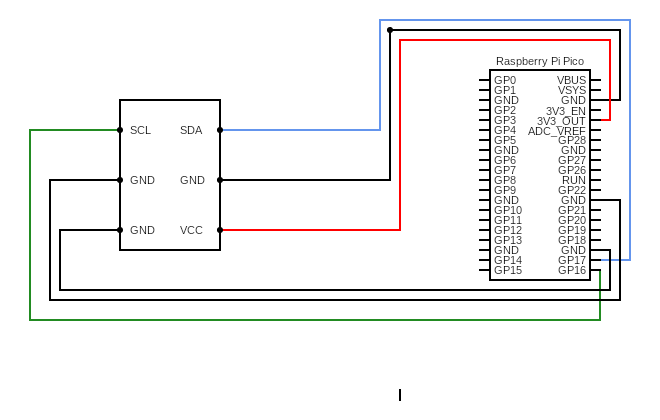 Raspberry Pi Pico
SCL SDA
GND GND
GND VCC
GP0 VBUS
GP1 VSYS
GND GND
GP2 3V3_EN
GP3 3V3_OUT
GP4 ADC_VREF
GP5 GP28
GND GND
GP6 GP27
GP7 GP26
GP8 RUN
GP9 GP22
GND GND
GP10 GP21
GP11 GP20
GP12 GP19
GP13 GP18
GND GND
GP14 GP17
GP15 GP16